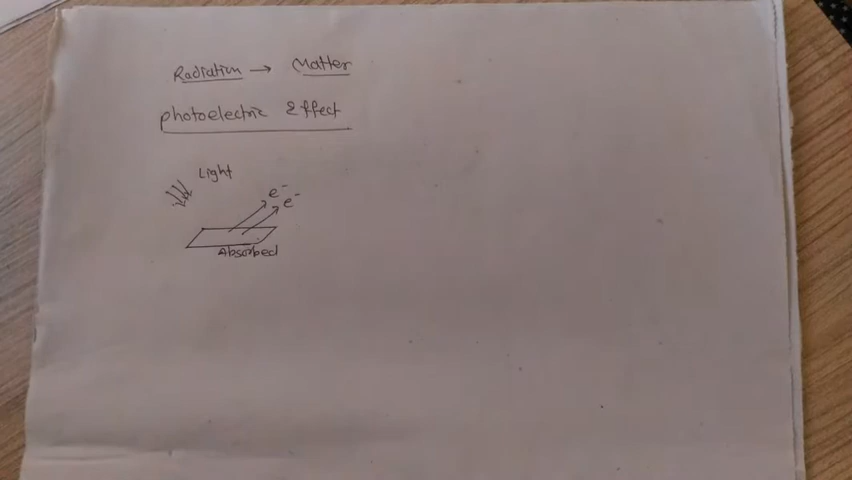 Radiation → Matter
photoelectric Effect
Light
e⁻
e⁻
Absorbed